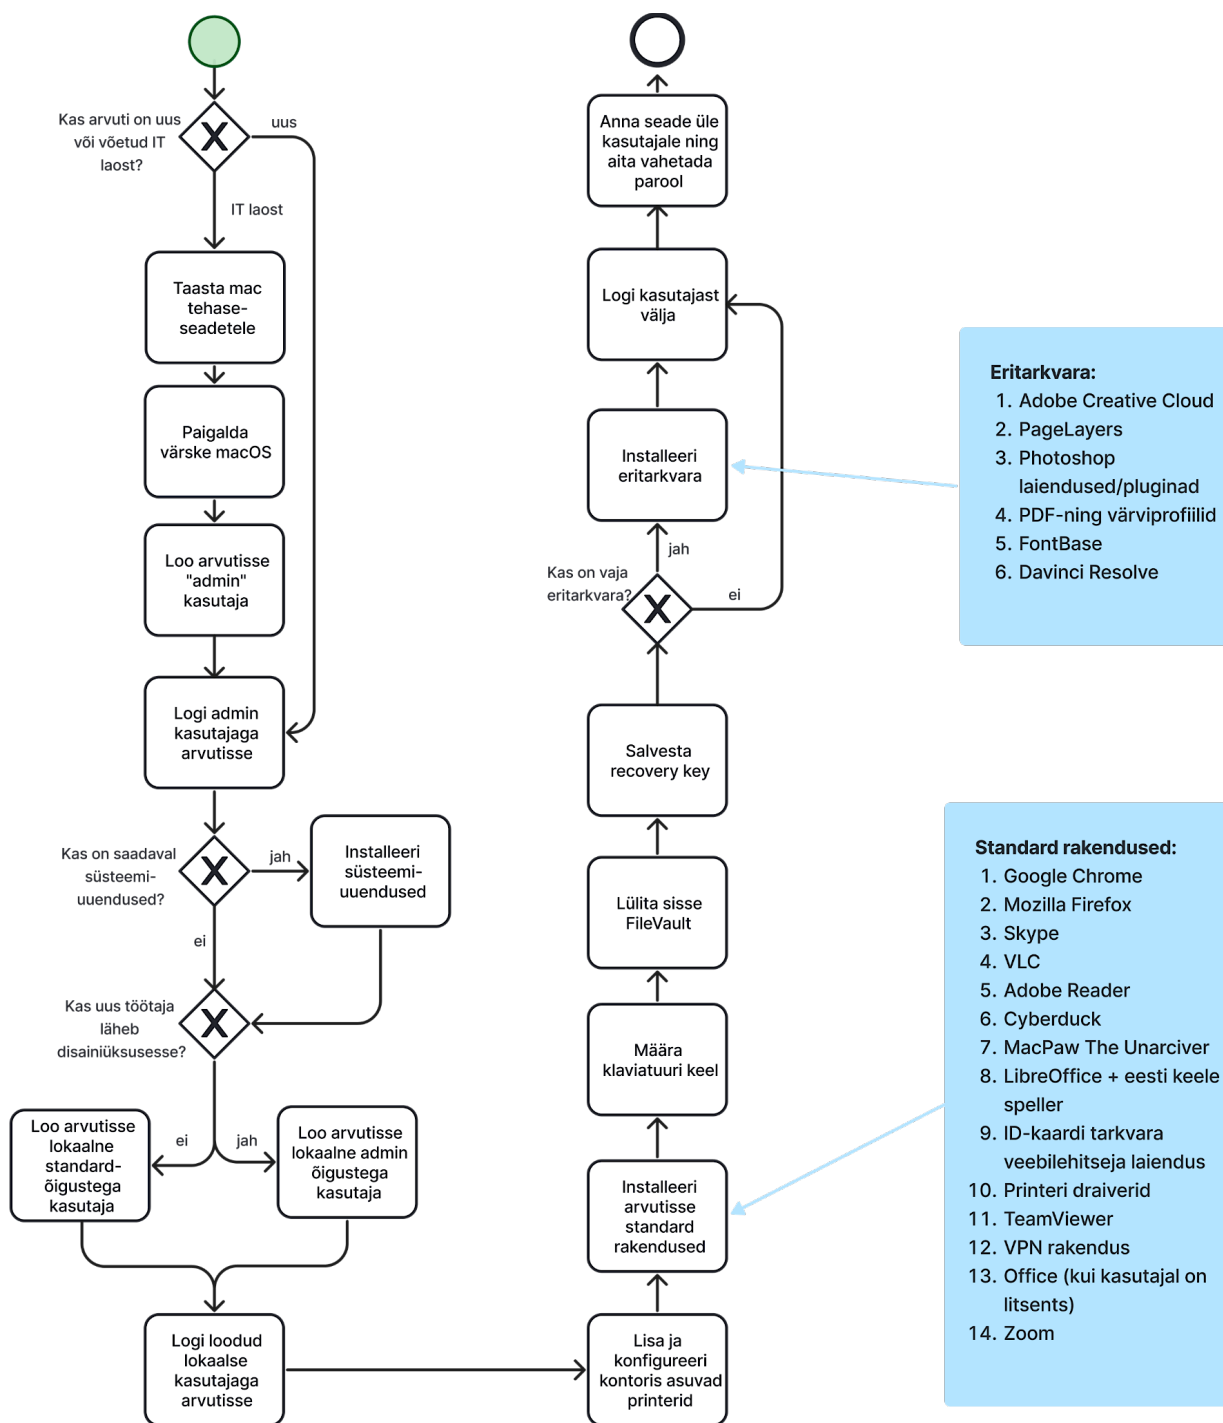 Kas arvuti on uus
või võetud IT
laost?
uus
IT laost
Taasta mac
tehase-
seadetele
Paigalda
värske macOS
Loo arvutisse
"admin"
kasutaja
Logi admin
kasutajaga
arvutisse
Kas on saadaval
süsteemi-
uuendused?
jah
Installeeri
süsteemi-
uuendused
ei
Kas uus töötaja
läheb
disainiüksusesse?
ei
jah
Loo arvutisse
lokaalne
standard-
õigustega
kasutaja
Loo arvutisse
lokaalne admin
õigustega
kasutaja
Logi loodud
lokaalse
kasutajaga
arvutisse
Lisa ja
konfigureeri
kontoris asuvad
printerid
Installeeri
arvutisse
standard
rakendused
Määra
klaviatuuri keel
Lülita sisse
FileVault
Salvesta
recovery key
Kas on vaja
eritarkvara?
jah
ei
Installeeri
eritarkvara
Logi kasutajast
välja
Anna seade üle
kasutajale ning
aita vahetada
parool
Eritarkvara:
1. Adobe Creative Cloud
2. PageLayers
3. Photoshop
laiendused/pluginad
4. PDF-ning värviprofiilid
5. FontBase
6. Davinci Resolve
Standard rakendused:
1. Google Chrome
2. Mozilla Firefox
3. Skype
4. VLC
5. Adobe Reader
6. Cyberduck
7. MacPaw The Unarciver
8. LibreOffice + eesti keele
speller
9. ID-kaardi tarkvara
veebilehitseja laiendus
10. Printeri draiverid
11. TeamViewer
12. VPN rakendus
13. Office (kui kasutajal on
litsents)
14. Zoom